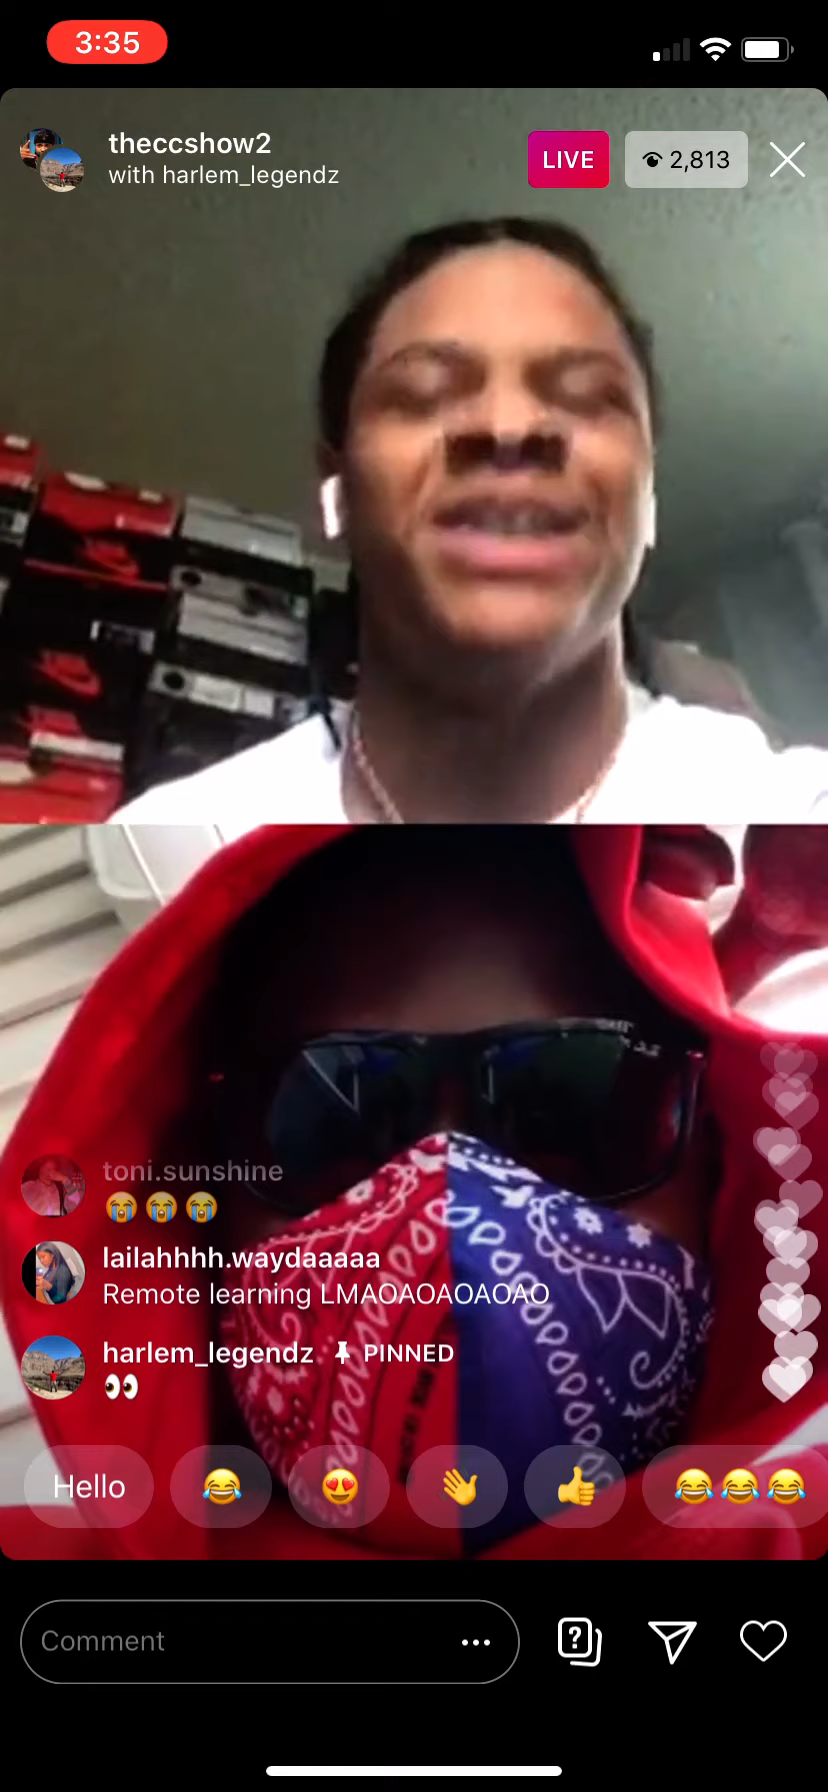 3:35
theccshow2
with harlem_legendz
LIVE
2,813
toni.sunshine
😭😭😭
lailahhhh.waydaaaaa
Remote learning LMAOAOAOAOAO
harlem_legendz PINNED
👀
Hello 😂 😍 👋 👍 😂😂😂
Comment